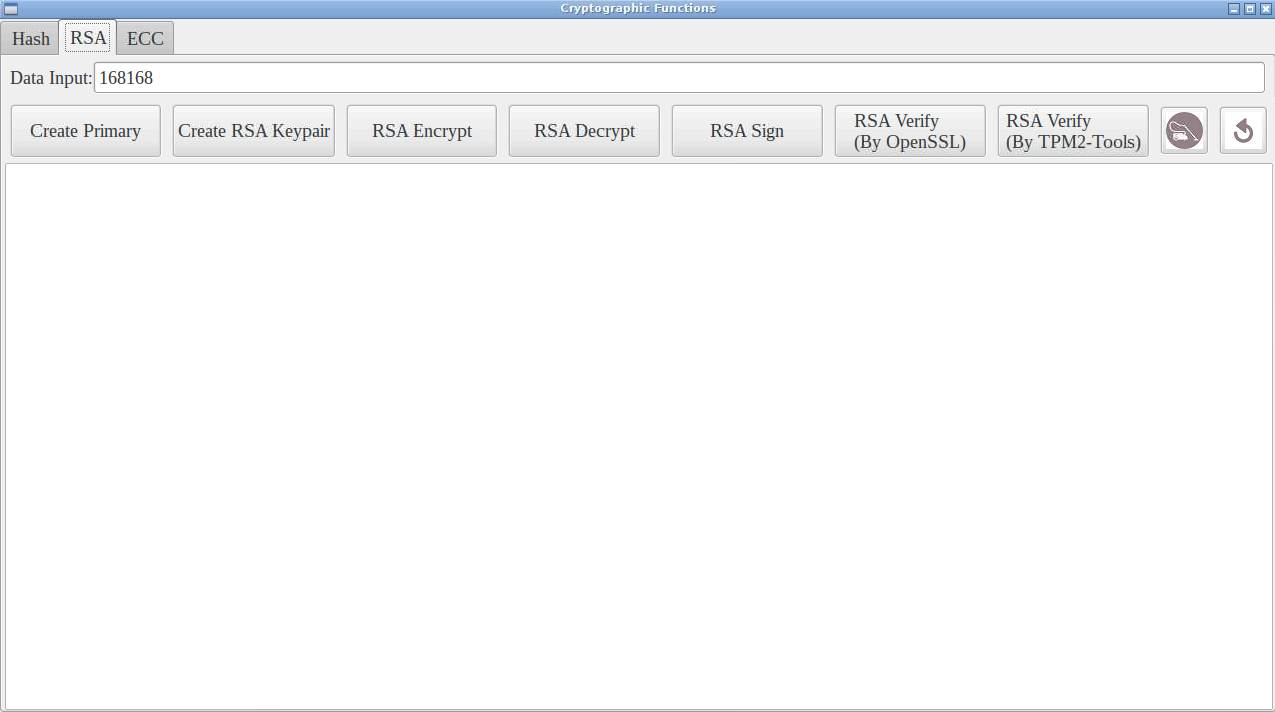 Cryptographic Functions
Hash RSA ECC
Data Input: 168168
Create Primary
Create RSA Keypair
RSA Encrypt
RSA Decrypt
RSA Sign
RSA Verify
(By OpenSSL)
RSA Verify
(By TPM2-Tools)